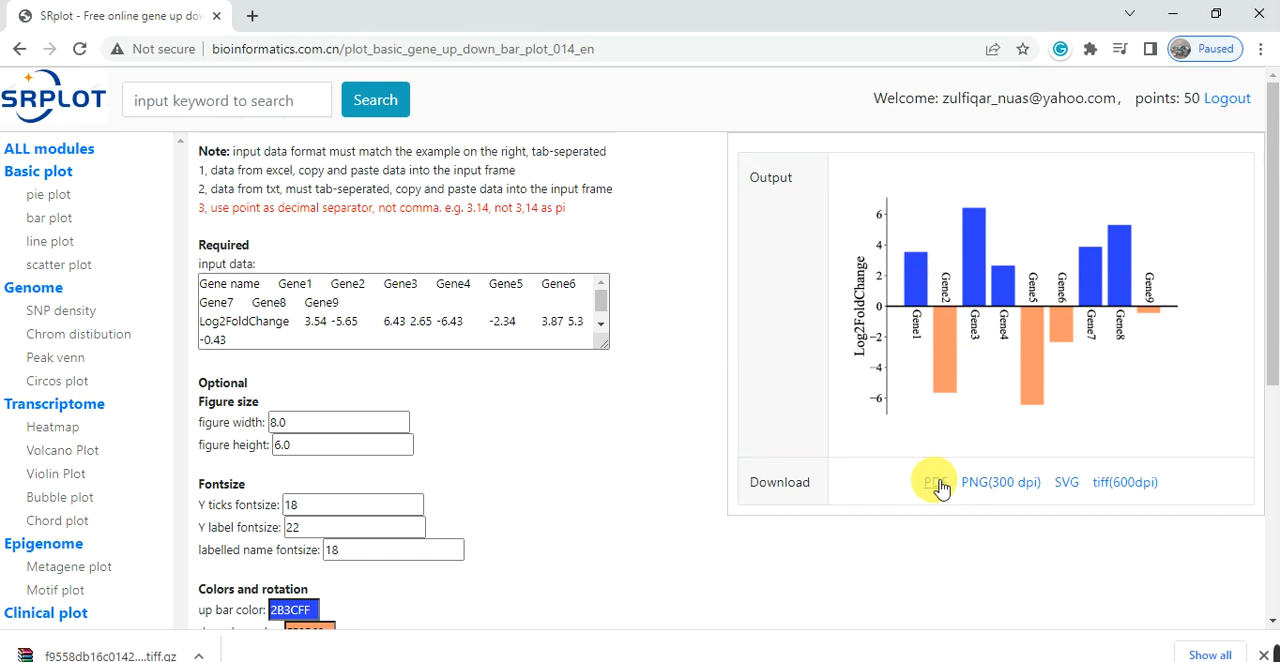 SRplot - Free online gene up dov
Not secure
bioinformatics.com.cn/plot_basic_gene_up_down_bar_plot_014_en
Paused
SRPLOT
input keyword to search
Search
Welcome: zulfiqar_nuas@yahoo.com, points: 50 Logout
ALL modules
Basic plot
pie plot
bar plot
line plot
scatter plot
Genome
SNP density
Chrom distibution
Peak venn
Circos plot
Transcriptome
Heatmap
Volcano Plot
Violin Plot
Bubble plot
Chord plot
Epigenome
Metagene plot
Motif plot
Clinical plot
Note: input data format must match the example on the right, tab-seperated
1, data from excel, copy and paste data into the input frame
2, data from txt, must tab-seperated, copy and paste data into the input frame
3, use point as decimal separator, not comma. e.g. 3.14, not 3,14 as pi
Required
input data:
Gene name Gene1 Gene2 Gene3 Gene4 Gene5 Gene6
Gene7 Gene8 Gene9
Log2FoldChange 3.54 -5.65 6.43 2.65 -6.43 -2.34 3.87 5.3
-0.43
Optional
Figure size
figure width: 8.0
figure height: 6.0
Fontsize
Y ticks fontsize: 18
Y label fontsize: 22
labelled name fontsize: 18
Colors and rotation
up bar color: 2B3CFF
Output
Log2FoldChange
6
4
2
0
−2
−4
−6
Gene1
Gene2
Gene3
Gene4
Gene5
Gene6
Gene7
Gene8
Gene9
Download
PDF PNG(300 dpi) SVG tiff(600dpi)
f9558db16c0142....tiff.gz
Show all